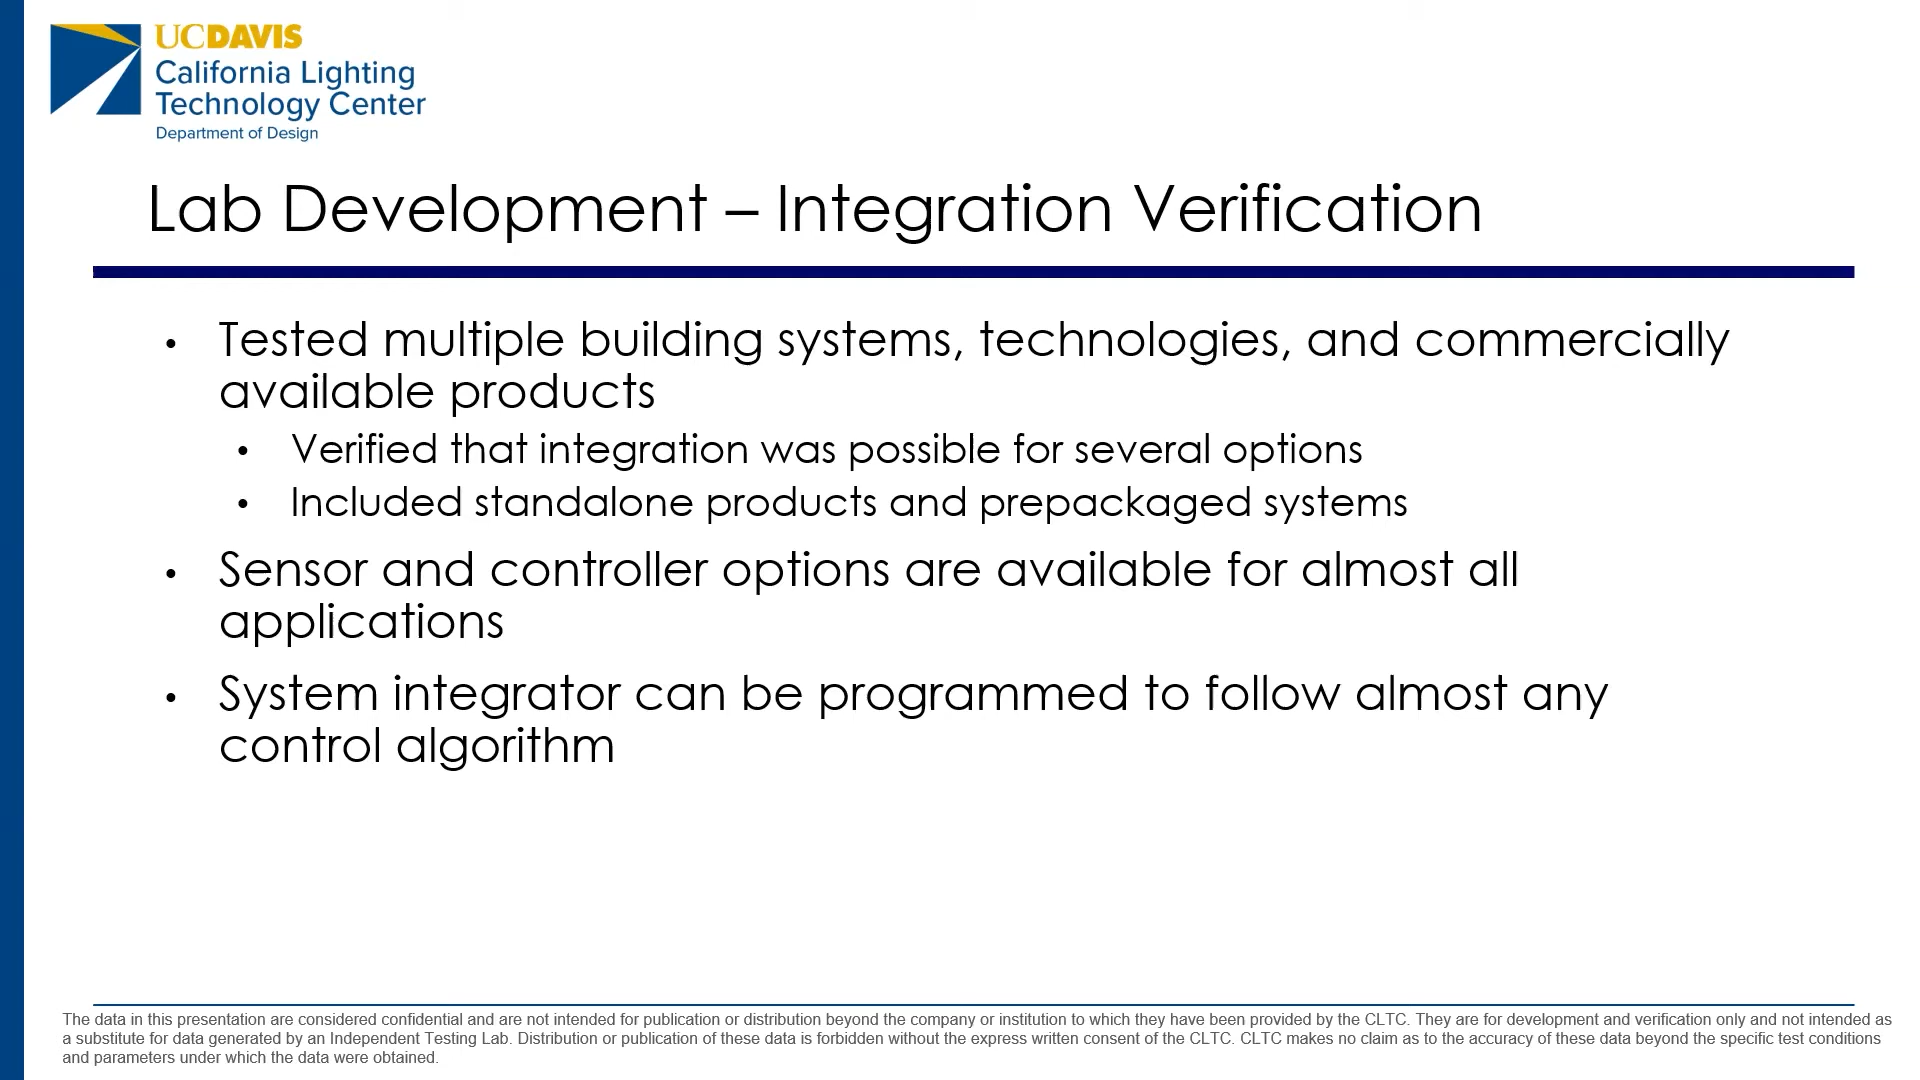 UCDAVIS
California Lighting
Technology Center
Department of Design
Lab Development – Integration Verification
• Tested multiple building systems, technologies, and commercially
available products
• Verified that integration was possible for several options
• Included standalone products and prepackaged systems
• Sensor and controller options are available for almost all
applications
• System integrator can be programmed to follow almost any
control algorithm
The data in this presentation are considered confidential and are not intended for publication or distribution beyond the company or institution to which they have been provided by the CLTC. They are for development and verification only and not intended as
a substitute for data generated by an Independent Testing Lab. Distribution or publication of these data is forbidden without the express written consent of the CLTC. CLTC makes no claim as to the accuracy of these data beyond the specific test conditions
and parameters under which the data were obtained.